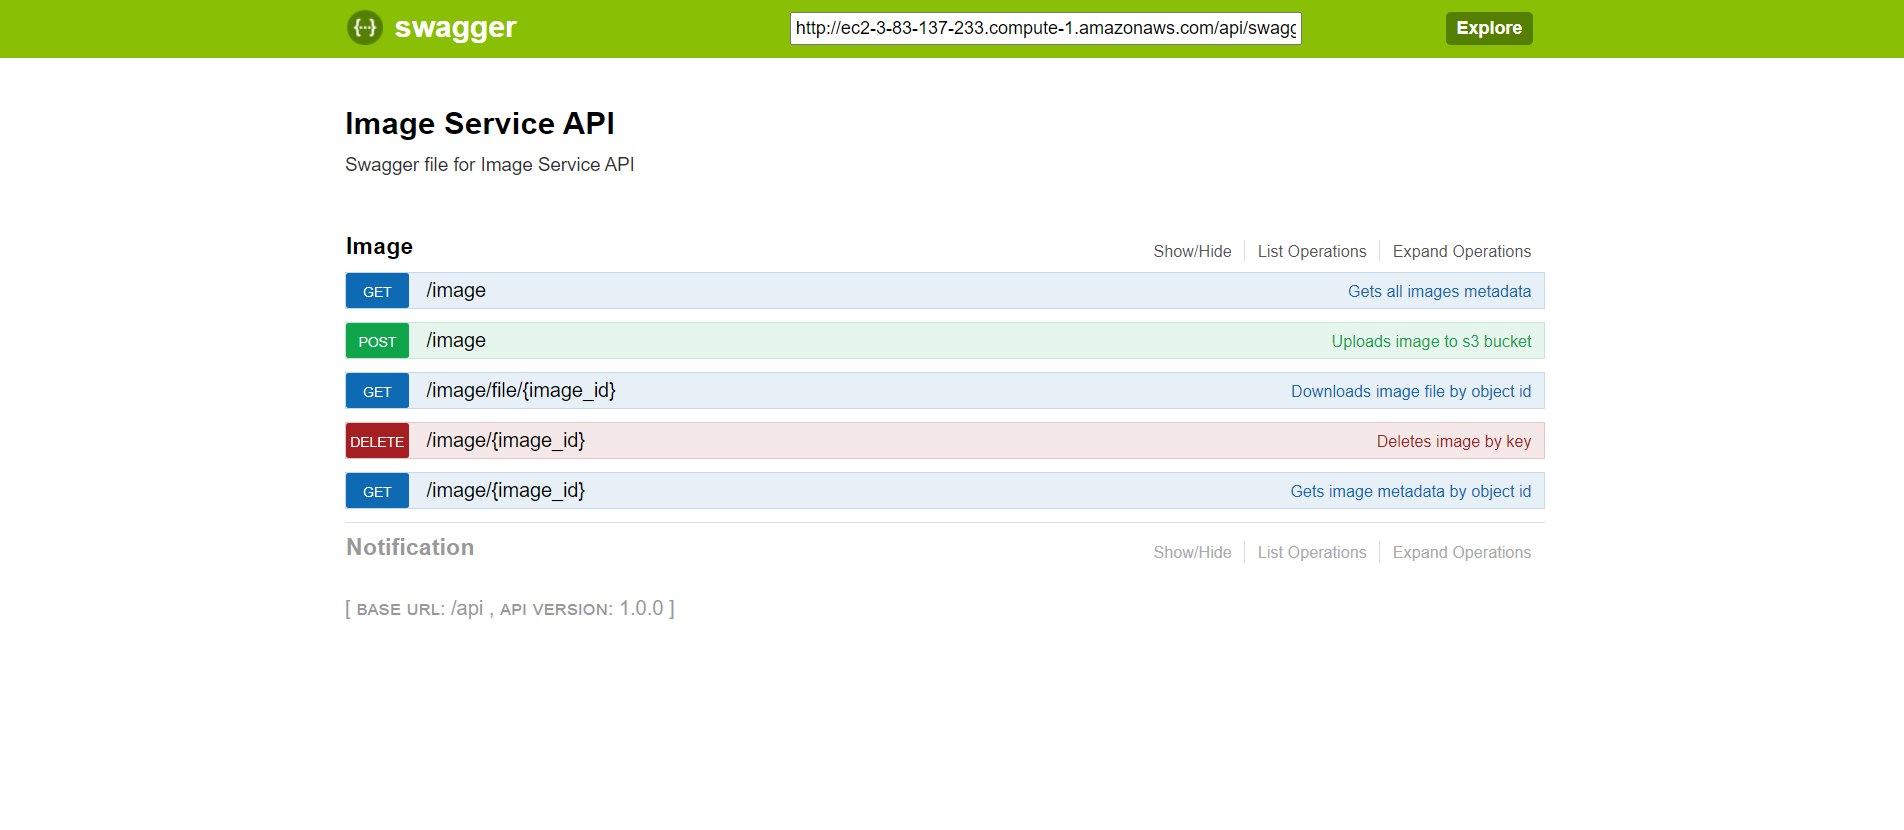 {···} swagger http://ec2-3-83-137-233.compute-1.amazonaws.com/api/swagg Explore
Image Service API
Swagger file for Image Service API
Image Show/Hide List Operations Expand Operations
GET /image Gets all images metadata
POST /image Uploads image to s3 bucket
GET /image/file/{image_id} Downloads image file by object id
DELETE /image/{image_id} Deletes image by key
GET /image/{image_id} Gets image metadata by object id
Notification Show/Hide List Operations Expand Operations
[ BASE URL: /api , API VERSION: 1.0.0 ]